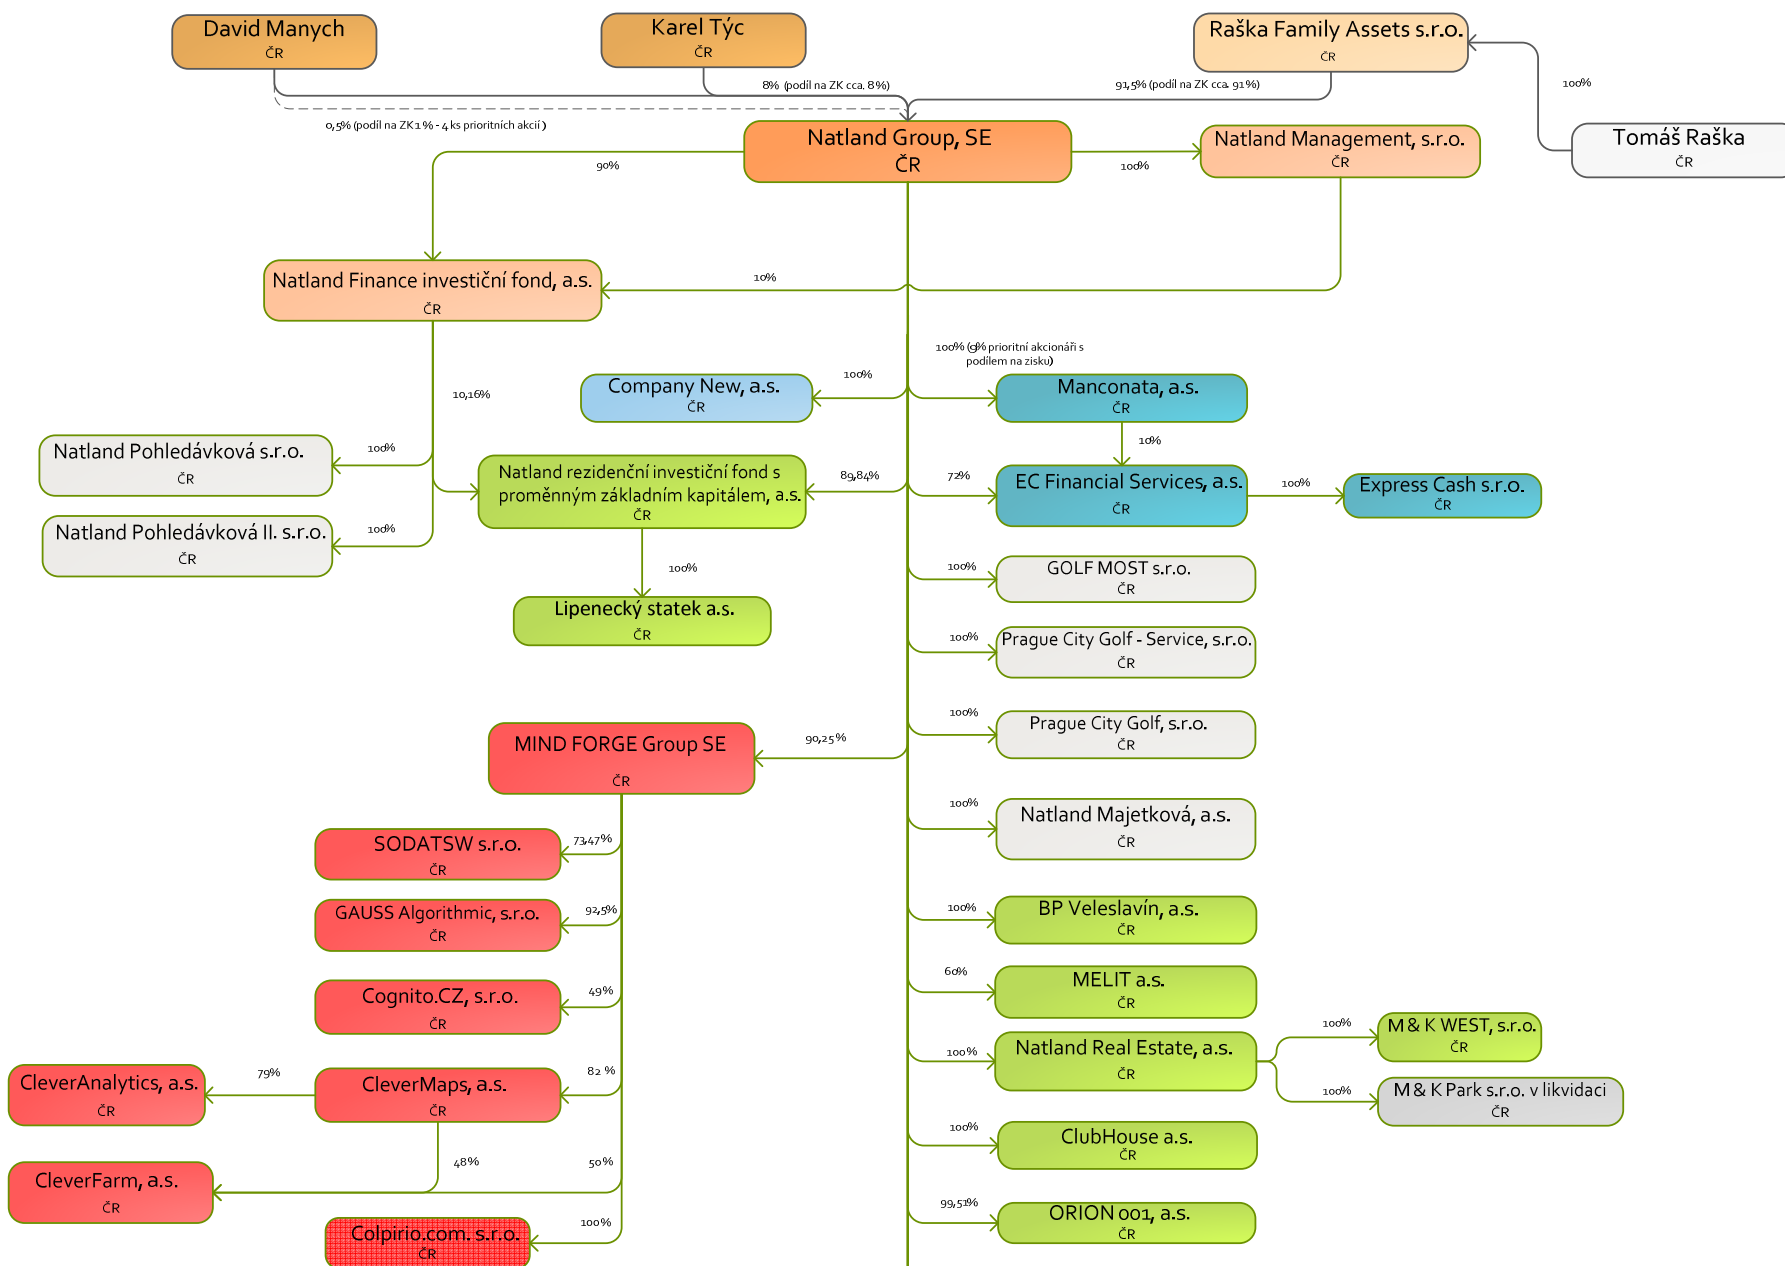 David Manych
ČR
Karel Týc
ČR
Raška Family Assets s.r.o.
ČR
8% (podíl na ZK cca. 8%)
91,5% (podíl na ZK cca. 91%)
100%
0,5% (podíl na ZK 1 % - 4 ks prioritních akcií )
Natland Group, SE
ČR
Natland Management, s.r.o.
ČR
Tomáš Raška
ČR
90%
100%
Natland Finance investiční fond, a.s.
ČR
10%
100% (9% prioritní akcionáři s
podílem na zisku)
Company New, a.s.
ČR
100%
Manconata, a.s.
ČR
10,16%
10%
Natland Pohledávková s.r.o.
ČR
100%
Natland rezidenční investiční fond s
proměnným základním kapitálem, a.s.
ČR
89,84%
72%
EC Financial Services, a.s.
ČR
100%
Express Cash s.r.o.
ČR
Natland Pohledávková II. s.r.o.
ČR
100%
100%
100%
GOLF MOST s.r.o.
ČR
Lipenecký statek a.s.
ČR
100%
Prague City Golf - Service, s.r.o.
ČR
100%
Prague City Golf, s.r.o.
ČR
MIND FORGE Group SE
ČR
90,25%
100%
Natland Majetková, a.s.
ČR
SODATSW s.r.o.
ČR
73,47%
GAUSS Algorithmic, s.r.o.
ČR
92,5%
100%
BP Veleslavín, a.s.
ČR
Cognito.CZ, s.r.o.
ČR
49%
60%
MELIT a.s.
ČR
100%
Natland Real Estate, a.s.
ČR
100%
M & K WEST, s.r.o.
ČR
100%
M & K Park s.r.o. v likvidaci
ČR
CleverAnalytics, a.s.
ČR
79%
CleverMaps, a.s.
ČR
82 %
100%
ClubHouse a.s.
ČR
CleverFarm, a.s.
ČR
48%
50%
99,51%
ORION 001, a.s.
ČR
Colpirio.com. s.r.o.
ČR
100%